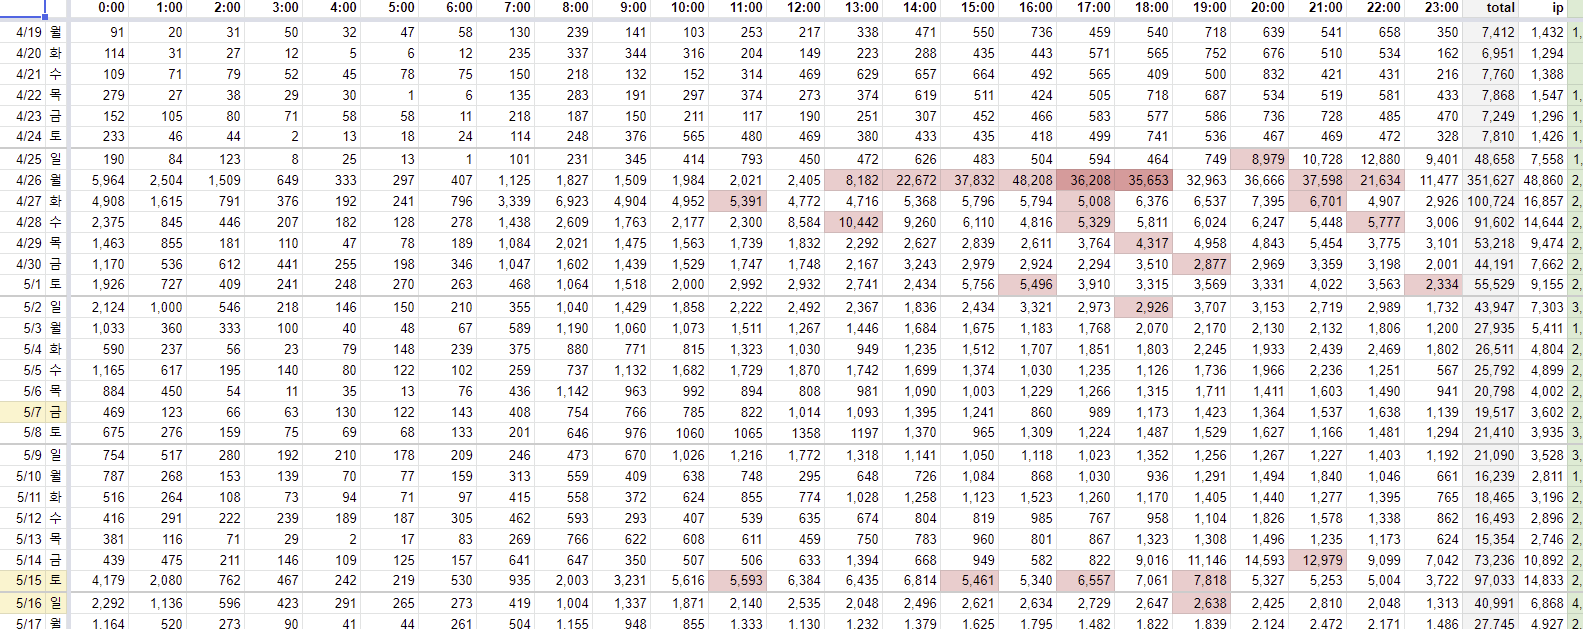 0:00 1:00 2:00 3:00 4:00 5:00 6:00 7:00 8:00 9:00 10:00 11:00 12:00 13:00 14:00 15:00 16:00 17:00 18:00 19:00 20:00 21:00 22:00 23:00 total ip
4/19 월 91 20 31 50 32 47 58 130 239 141 103 253 217 338 471 550 736 459 540 718 639 541 658 350 7,412 1,432 1,
4/20 화 114 31 27 12 5 6 12 235 337 344 316 204 149 223 288 435 443 571 565 752 676 510 534 162 6,951 1,294
4/21 수 109 71 79 52 45 78 75 150 218 132 152 314 469 629 657 664 492 565 409 500 832 421 431 216 7,760 1,388
4/22 목 279 27 38 29 30 1 6 135 283 191 297 374 273 374 619 511 424 505 718 687 534 519 581 433 7,868 1,547 1,
4/23 금 152 105 80 71 58 58 11 218 187 150 211 117 190 251 307 452 466 583 577 586 736 728 485 470 7,249 1,296 1,
4/24 토 233 46 44 2 13 18 24 114 248 376 565 480 469 380 433 435 418 499 741 536 467 469 472 328 7,810 1,426 1,
4/25 일 190 84 123 8 25 13 1 101 231 345 414 793 450 472 626 483 504 594 464 749 8,979 10,728 12,880 9,401 48,658 7,558 1,
4/26 월 5,964 2,504 1,509 649 333 297 407 1,125 1,827 1,509 1,984 2,021 2,405 8,182 22,672 37,832 48,208 36,208 35,653 32,963 36,666 37,598 21,634 11,477 351,627 48,860 2,
4/27 화 4,908 1,615 791 376 192 241 796 3,339 6,923 4,904 4,952 5,391 4,772 4,716 5,368 5,796 5,794 5,008 6,376 6,537 7,395 6,701 4,907 2,926 100,724 16,857 2,
4/28 수 2,375 845 446 207 182 128 278 1,438 2,609 1,763 2,177 2,300 8,584 10,442 9,260 6,110 4,816 5,329 5,811 6,024 6,247 5,448 5,777 3,006 91,602 14,644 2,
4/29 목 1,463 855 181 110 47 78 189 1,084 2,021 1,475 1,563 1,739 1,832 2,292 2,627 2,839 2,611 3,764 4,317 4,958 4,843 5,454 3,775 3,101 53,218 9,474 2,
4/30 금 1,170 536 612 441 255 198 346 1,047 1,602 1,439 1,529 1,747 1,748 2,167 3,243 2,979 2,924 2,294 3,510 2,877 2,969 3,359 3,198 2,001 44,191 7,662 2,
5/1 토 1,926 727 409 241 248 270 263 468 1,064 1,518 2,000 2,992 2,932 2,741 2,434 5,756 5,496 3,910 3,315 3,569 3,331 4,022 3,563 2,334 55,529 9,155 2,
5/2 일 2,124 1,000 546 218 146 150 210 355 1,040 1,429 1,858 2,222 2,492 2,367 1,836 2,434 3,321 2,973 2,926 3,707 3,153 2,719 2,989 1,732 43,947 7,303 3,
5/3 월 1,033 360 333 100 40 48 67 589 1,190 1,060 1,073 1,511 1,267 1,446 1,684 1,675 1,183 1,768 2,070 2,170 2,130 2,132 1,806 1,200 27,935 5,411 1,
5/4 화 590 237 56 23 79 148 239 375 880 771 815 1,323 1,030 949 1,235 1,512 1,707 1,851 1,803 2,245 1,933 2,439 2,469 1,802 26,511 4,804 2,
5/5 수 1,165 617 195 140 80 122 102 259 737 1,132 1,682 1,729 1,870 1,742 1,699 1,374 1,030 1,235 1,126 1,736 1,966 2,236 1,251 567 25,792 4,899 2,
5/6 목 884 450 54 11 35 13 76 436 1,142 963 992 894 808 981 1,090 1,003 1,229 1,266 1,315 1,711 1,411 1,603 1,490 941 20,798 4,002 2,
5/7 금 469 123 66 63 130 122 143 408 754 766 785 822 1,014 1,093 1,395 1,241 860 989 1,173 1,423 1,364 1,537 1,638 1,139 19,517 3,602 2,
5/8 토 675 276 159 75 69 68 133 201 646 976 1060 1065 1358 1197 1,370 965 1,309 1,224 1,487 1,529 1,627 1,166 1,481 1,294 21,410 3,935 3,
5/9 일 754 517 280 192 210 178 209 246 473 670 1,026 1,216 1,772 1,318 1,141 1,050 1,118 1,023 1,352 1,256 1,267 1,227 1,403 1,192 21,090 3,528 3,
5/10 월 787 268 153 139 70 77 159 313 559 409 638 748 295 648 726 1,084 868 1,030 936 1,291 1,494 1,840 1,046 661 16,239 2,811 1,
5/11 화 516 264 108 73 94 71 97 415 558 372 624 855 774 1,028 1,258 1,123 1,523 1,260 1,170 1,405 1,440 1,277 1,395 765 18,465 3,196 2,
5/12 수 416 291 222 239 189 187 305 462 593 293 407 539 635 674 804 819 985 767 958 1,104 1,826 1,578 1,338 862 16,493 2,896 2,
5/13 목 381 116 71 29 2 17 83 269 766 622 608 611 459 750 783 960 801 867 1,323 1,308 1,496 1,235 1,173 624 15,354 2,746 2,
5/14 금 439 475 211 146 109 125 157 641 647 350 507 506 633 1,394 668 949 582 822 9,016 11,146 14,593 12,979 9,099 7,042 73,236 10,892 2,
5/15 토 4,179 2,080 762 467 242 219 530 935 2,003 3,231 5,616 5,593 6,384 6,435 6,814 5,461 5,340 6,557 7,061 7,818 5,327 5,253 5,004 3,722 97,033 14,833 2,
5/16 일 2,292 1,136 596 423 291 265 273 419 1,004 1,337 1,871 2,140 2,535 2,048 2,496 2,621 2,634 2,729 2,647 2,638 2,425 2,810 2,048 1,313 40,991 6,868 4,
5/17 월 1,164 520 273 90 41 44 261 504 1,155 948 855 1,333 1,130 1,232 1,379 1,625 1,795 1,482 1,822 1,839 2,124 2,472 2,171 1,486 27,745 4,927 2,